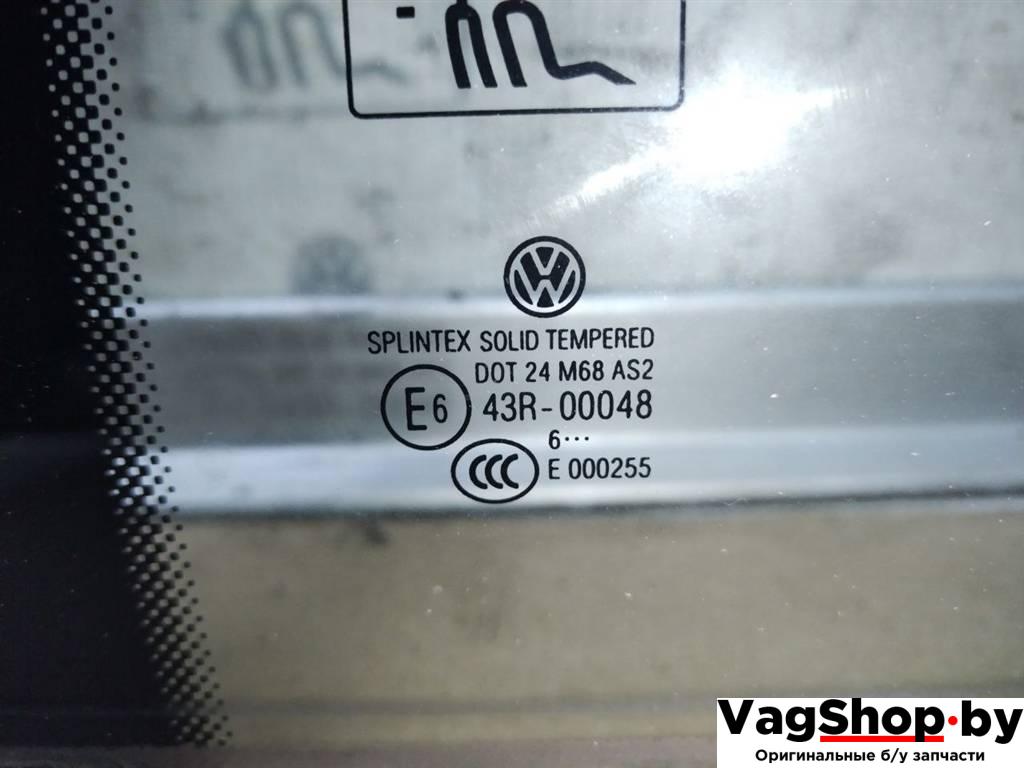 SPLINTEX SOLID TEMPERED
DOT 24 M68 AS2
E6 43R-00048
6···
CCC E 000255
VagShop.by
Оригинальные б/у запчасти